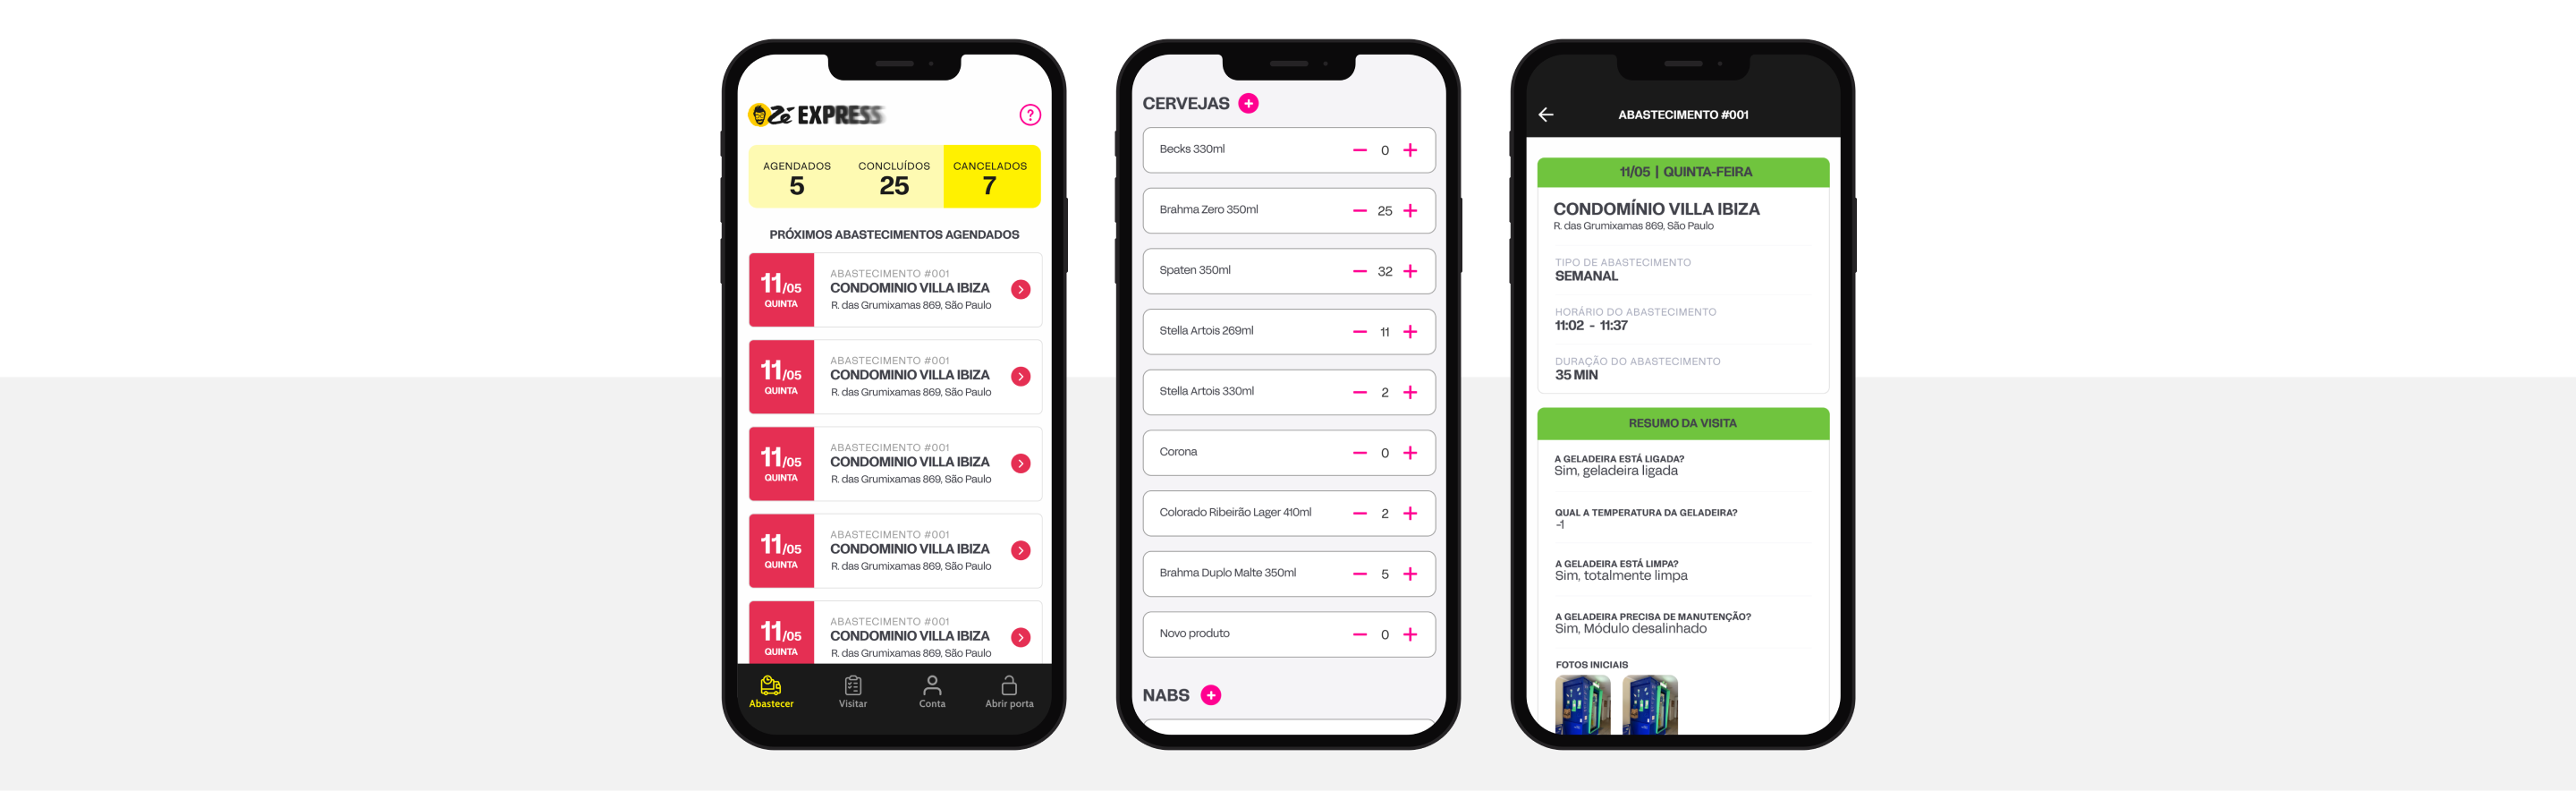 Zé EXPRESS
?
AGENDADOS
5
CONCLUÍDOS
25
CANCELADOS
7
PRÓXIMOS ABASTECIMENTOS AGENDADOS
11/05
QUINTA
ABASTECIMENTO #001
CONDOMINIO VILLA IBIZA
R. das Grumixamas 869, São Paulo
11/05
QUINTA
ABASTECIMENTO #001
CONDOMINIO VILLA IBIZA
R. das Grumixamas 869, São Paulo
11/05
QUINTA
ABASTECIMENTO #001
CONDOMINIO VILLA IBIZA
R. das Grumixamas 869, São Paulo
11/05
QUINTA
ABASTECIMENTO #001
CONDOMINIO VILLA IBIZA
R. das Grumixamas 869, São Paulo
11/05
QUINTA
ABASTECIMENTO #001
CONDOMINIO VILLA IBIZA
R. das Grumixamas 869, São Paulo
Abastecer
Visitar
Conta
Abrir porta
CERVEJAS +
Becks 330ml − 0 +
Brahma Zero 350ml − 25 +
Spaten 350ml − 32 +
Stella Artois 269ml − 11 +
Stella Artois 330ml − 2 +
Corona − 0 +
Colorado Ribeirão Lager 410ml − 2 +
Brahma Duplo Malte 350ml − 5 +
Novo produto − 0 +
NABS +
ABASTECIMENTO #001
11/05 | QUINTA-FEIRA
CONDOMÍNIO VILLA IBIZA
R. das Grumixamas 869, São Paulo
TIPO DE ABASTECIMENTO
SEMANAL
HORÁRIO DO ABASTECIMENTO
11:02 - 11:37
DURAÇÃO DO ABASTECIMENTO
35 MIN
RESUMO DA VISITA
A GELADEIRA ESTÁ LIGADA?
Sim, geladeira ligada
QUAL A TEMPERATURA DA GELADEIRA?
-1
A GELADEIRA ESTÁ LIMPA?
Sim, totalmente limpa
A GELADEIRA PRECISA DE MANUTENÇÃO?
Sim, Módulo desalinhado
FOTOS INICIAIS